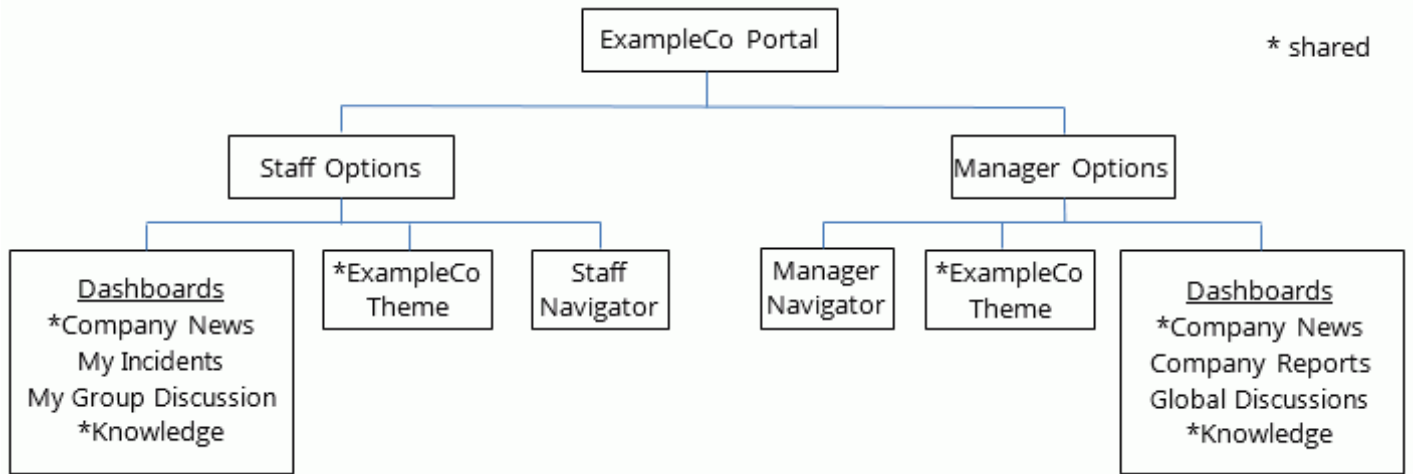 ExampleCo Portal
* shared
Staff Options
Manager Options
Dashboards
*Company News
My Incidents
My Group Discussion
*Knowledge
*ExampleCo
Theme
Staff
Navigator
Manager
Navigator
*ExampleCo
Theme
Dashboards
*Company News
Company Reports
Global Discussions
*Knowledge